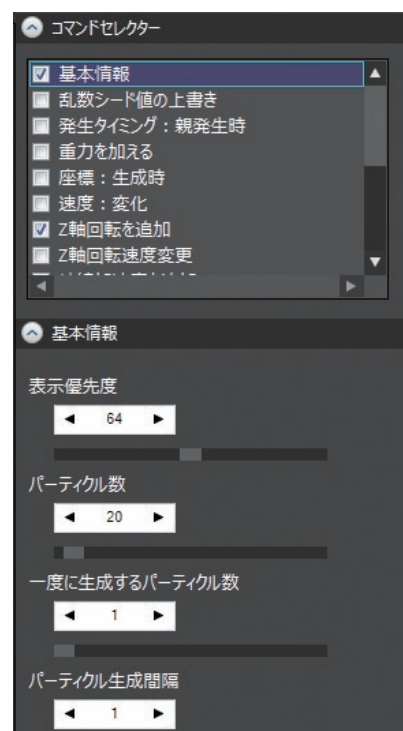 コマンドセレクター
基本情報
乱数シード値の上書き
発生タイミング：親発生時
重力を加える
座標：生成時
速度：変化
Z軸回転を追加
Z軸回転速度変更
基本情報
表示優先度
64
パーティクル数
20
一度に生成するパーティクル数
1
パーティクル生成間隔
1